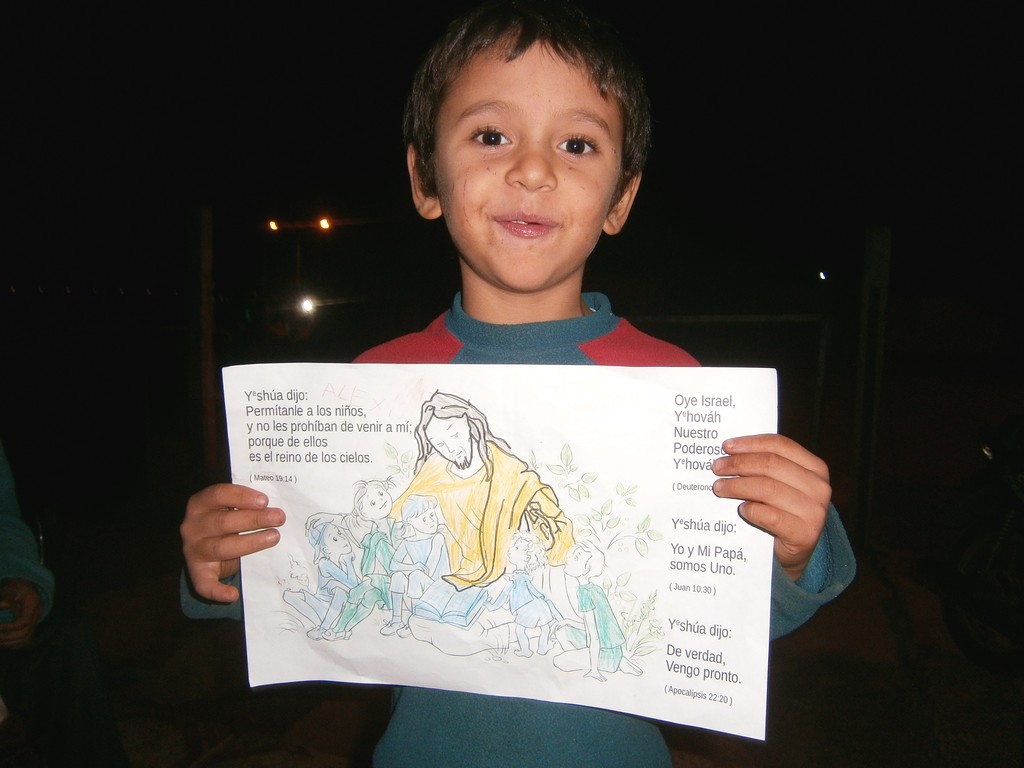 Yeshúa dijo:
Permítanle a los niños,
y no les prohíban de venir a mí;
porque de ellos
es el reino de los cielos.
( Mateo 19:14 )
Oye Israel,
Yehováh
Nuestro
Poderoso
( Juan 10:30 )
Yeshúa dijo:
Yo y Mi Papá,
somos Uno.
Yeshúa dijo:
De verdad,
Vengo pronto.
( Apocalípsis 22:20 )